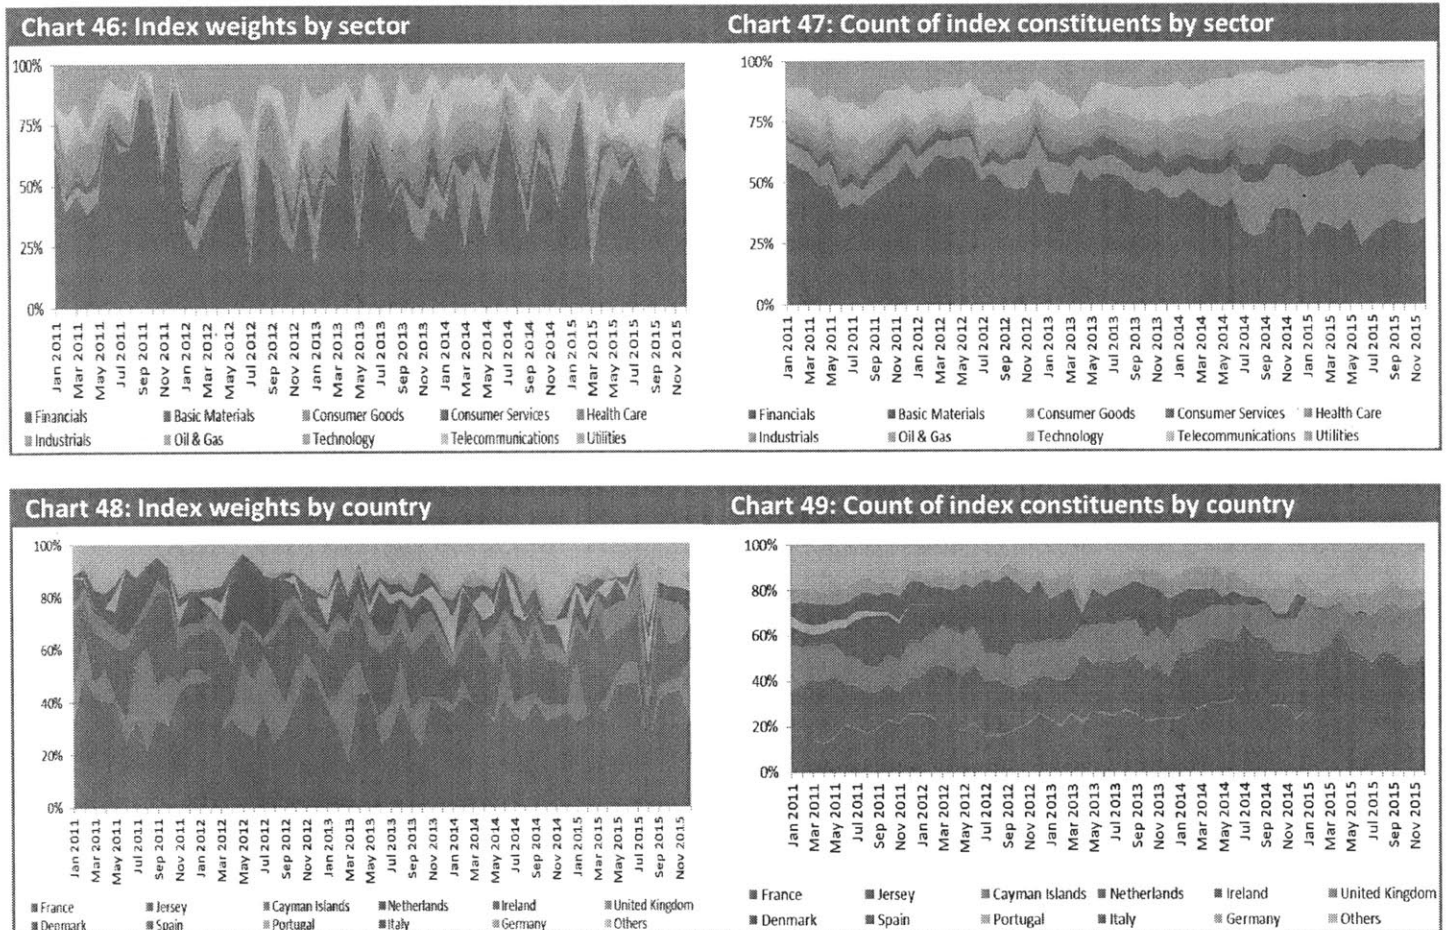 Chart 46: Index weights by sector
Chart 47: Count of index constituents by sector
100%
75%
50%
25%
0%
Jan 2011
Mar 2011
May 2011
Jul 2011
Sep 2011
Nov 2011
Jan 2012
Mar 2012
May 2012
Jul 2012
Sep 2012
Nov 2012
Jan 2013
Mar 2013
May 2013
Jul 2013
Sep 2013
Nov 2013
Jan 2014
Mar 2014
May 2014
Jul 2014
Sep 2014
Nov 2014
Jan 2015
Mar 2015
May 2015
Jul 2015
Sep 2015
Nov 2015
Financials Basic Materials Consumer Goods Consumer Services Health Care
Industrials Oil & Gas Technology Telecommunications Utilities
100%
75%
50%
25%
0%
Jan 2011
Mar 2011
May 2011
Jul 2011
Sep 2011
Nov 2011
Jan 2012
Mar 2012
May 2012
Jul 2012
Sep 2012
Nov 2012
Jan 2013
Mar 2013
May 2013
Jul 2013
Sep 2013
Nov 2013
Jan 2014
Mar 2014
May 2014
Jul 2014
Sep 2014
Nov 2014
Jan 2015
Mar 2015
May 2015
Jul 2015
Sep 2015
Nov 2015
Financials Basic Materials Consumer Goods Consumer Services Health Care
Industrials Oil & Gas Technology Telecommunications Utilities
Chart 48: Index weights by country
Chart 49: Count of index constituents by country
100%
80%
60%
40%
20%
0%
Jan 2011
Mar 2011
May 2011
Jul 2011
Sep 2011
Nov 2011
Jan 2012
Mar 2012
May 2012
Jul 2012
Sep 2012
Nov 2012
Jan 2013
Mar 2013
May 2013
Jul 2013
Sep 2013
Nov 2013
Jan 2014
Mar 2014
May 2014
Jul 2014
Sep 2014
Nov 2014
Jan 2015
Mar 2015
May 2015
Jul 2015
Sep 2015
Nov 2015
France Jersey Cayman Islands Netherlands Ireland United Kingdom
Denmark Spain Portugal Italy Germany Others
100%
80%
60%
40%
20%
0%
Jan 2011
Mar 2011
May 2011
Jul 2011
Sep 2011
Nov 2011
Jan 2012
Mar 2012
May 2012
Jul 2012
Sep 2012
Nov 2012
Jan 2013
Mar 2013
May 2013
Jul 2013
Sep 2013
Nov 2013
Jan 2014
Mar 2014
May 2014
Jul 2014
Sep 2014
Nov 2014
Jan 2015
Mar 2015
May 2015
Jul 2015
Sep 2015
Nov 2015
France Jersey Cayman Islands Netherlands Ireland United Kingdom
Denmark Spain Portugal Italy Germany Others